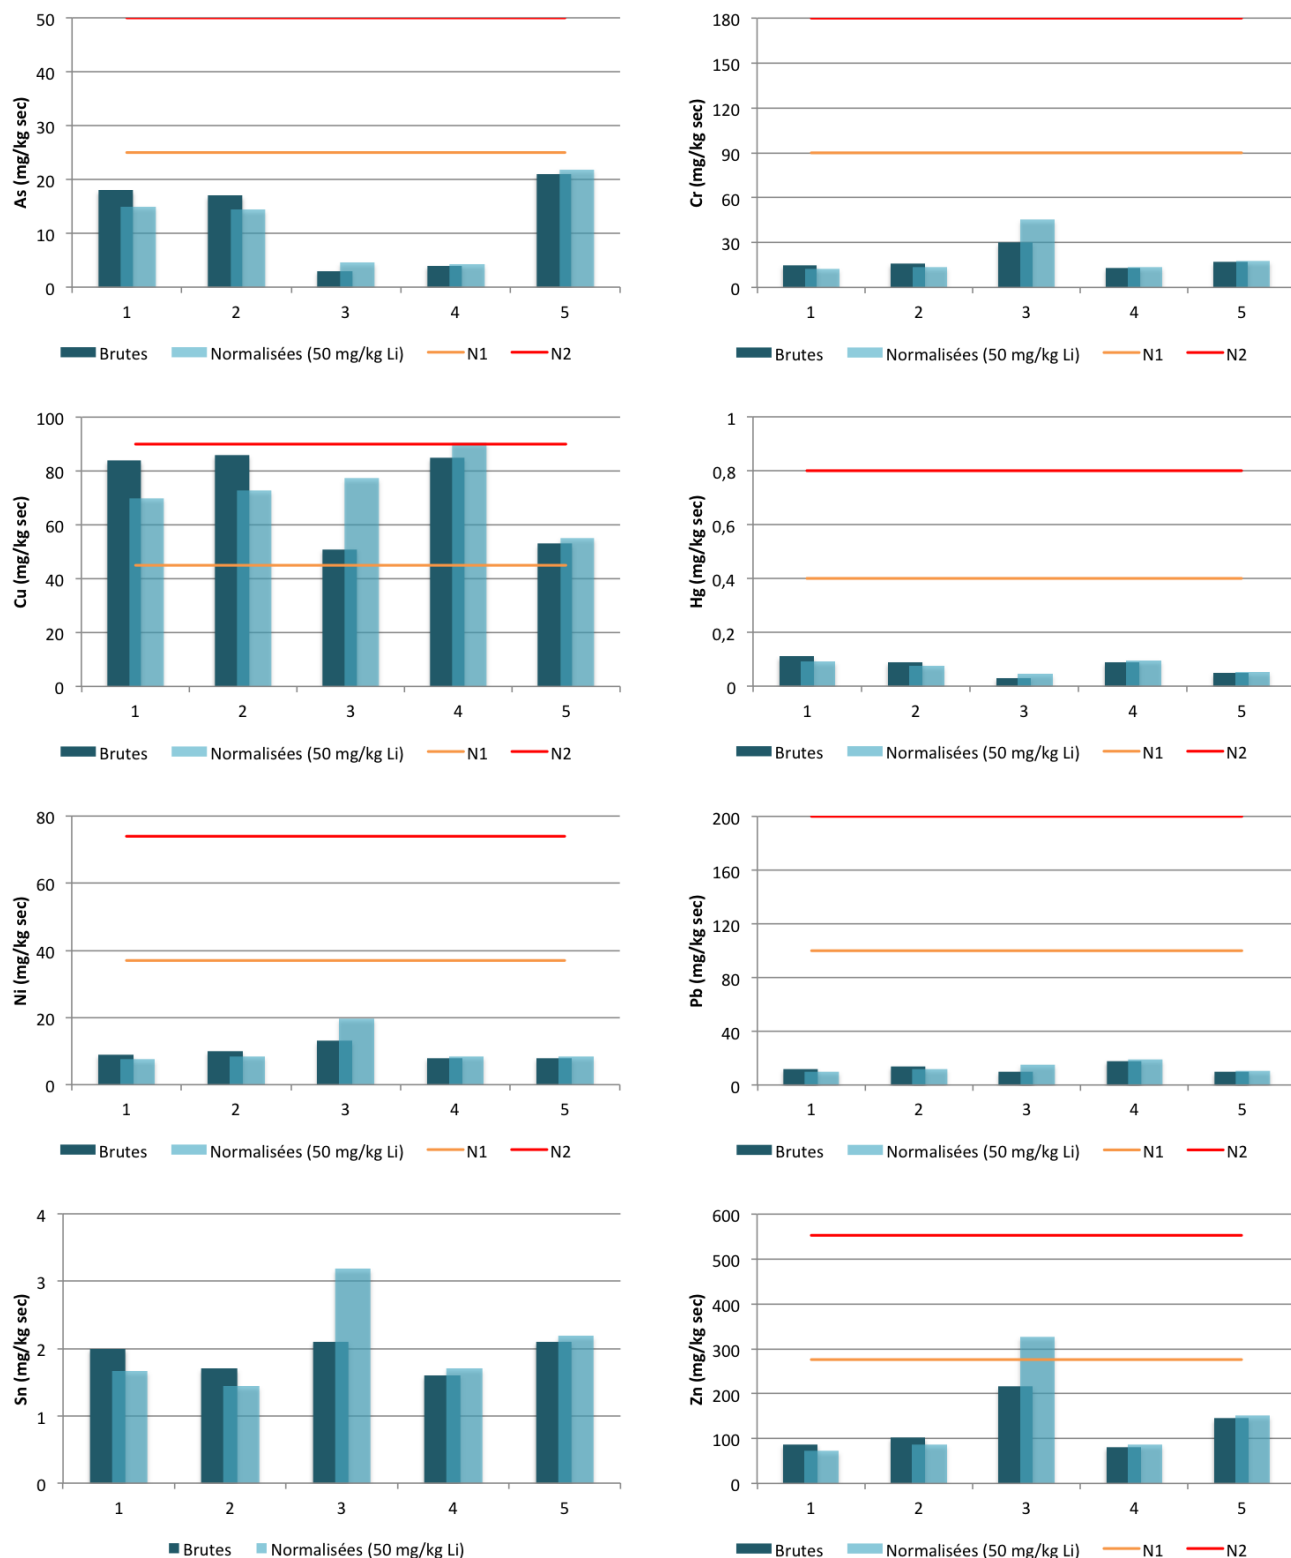 As (mg/kg sec)
50
40
30
20
10
0
1 2 3 4 5
Brutes Normalisées (50 mg/kg Li) N1 N2
Cr (mg/kg sec)
180
150
120
90
60
30
0
1 2 3 4 5
Brutes Normalisées (50 mg/kg Li) N1 N2
Cu (mg/kg sec)
100
80
60
40
20
0
1 2 3 4 5
Brutes Normalisées (50 mg/kg Li) N1 N2
Hg (mg/kg sec)
1
0,8
0,6
0,4
0,2
0
1 2 3 4 5
Brutes Normalisées (50 mg/kg Li) N1 N2
Ni (mg/kg sec)
80
60
40
20
0
1 2 3 4 5
Brutes Normalisées (50 mg/kg Li) N1 N2
Pb (mg/kg sec)
200
160
120
80
40
0
1 2 3 4 5
Brutes Normalisées (50 mg/kg Li) N1 N2
Sn (mg/kg sec)
4
3
2
1
0
1 2 3 4 5
Brutes Normalisées (50 mg/kg Li)
Zn (mg/kg sec)
600
500
400
300
200
100
0
1 2 3 4 5
Brutes Normalisées (50 mg/kg Li) N1 N2